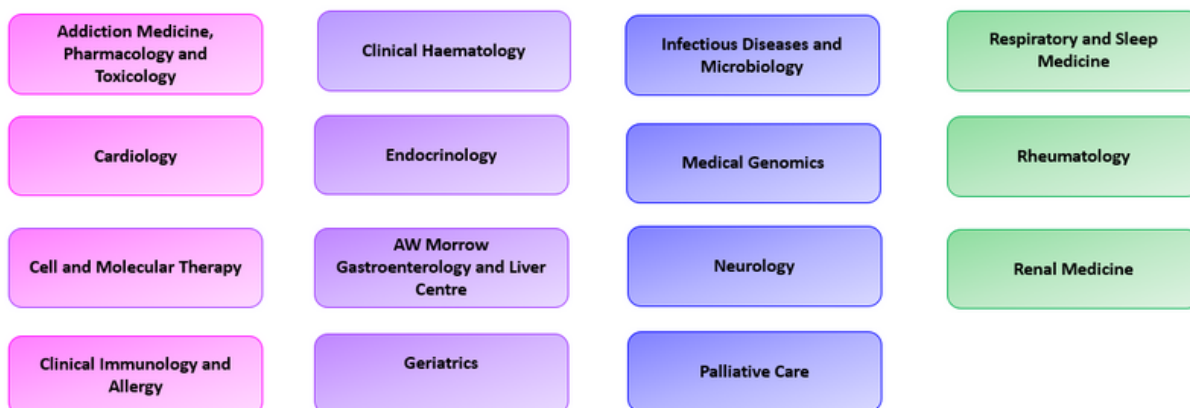 Addiction Medicine,
Pharmacology and
Toxicology
Clinical Haematology
Infectious Diseases and
Microbiology
Respiratory and Sleep
Medicine
Cardiology
Endocrinology
Medical Genomics
Rheumatology
Cell and Molecular Therapy
AW Morrow
Gastroenterology and Liver
Centre
Neurology
Renal Medicine
Clinical Immunology and
Allergy
Geriatrics
Palliative Care